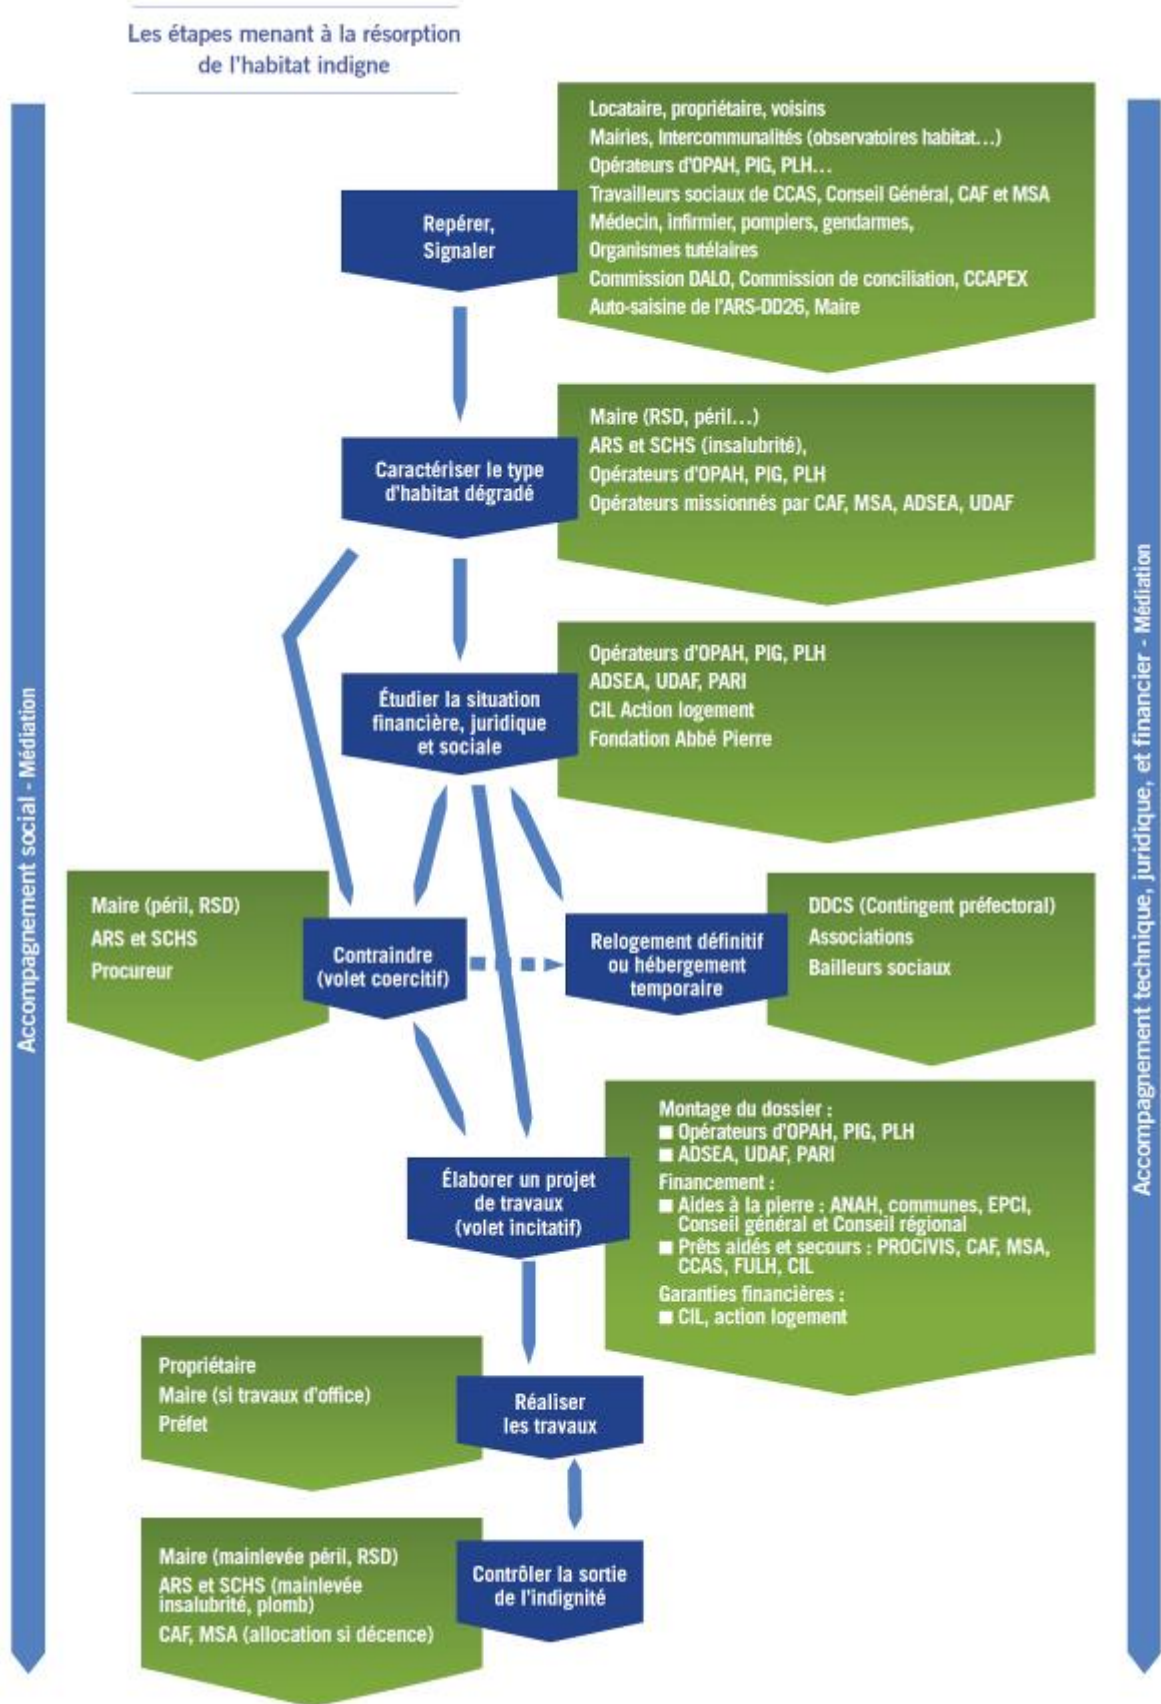 Les étapes menant à la résorption
de l'habitat indigne
Accompagnement social - Médiation
Accompagnement technique, juridique, et financier - Médiation
Repérer,
Signaler
Locataire, propriétaire, voisins
Mairies, Intercommunalités (observatoires habitat...)
Opérateurs d'OPAH, PIG, PLH...
Travailleurs sociaux de CCAS, Conseil Général, CAF et MSA
Médecin, infirmier, pompiers, gendarmes,
Organismes tutélaires
Commission DALO, Commission de conciliation, CCAPEX
Auto-saisine de l'ARS-DD26, Maire
Caractériser le type
d'habitat dégradé
Maire (RSD, péril...)
ARS et SCHS (insalubrité),
Opérateurs d'OPAH, PIG, PLH
Opérateurs missionnés par CAF, MSA, ADSEA, UDAF
Étudier la situation
financière, juridique
et sociale
Opérateurs d'OPAH, PIG, PLH
ADSEA, UDAF, PARI
CIL Action logement
Fondation Abbé Pierre
Maire (péril, RSD)
ARS et SCHS
Procureur
Contraindre
(volet coercitif)
Relogement définitif
ou hébergement
temporaire
DDCS (Contingent préfectoral)
Associations
Bailleurs sociaux
Élaborer un projet
de travaux
(volet incitatif)
Montage du dossier :
■ Opérateurs d'OPAH, PIG, PLH
■ ADSEA, UDAF, PARI
Financement :
■ Aides à la pierre : ANAH, communes, EPCI,
Conseil général et Conseil régional
■ Prêts aidés et secours : PROCIVIS, CAF, MSA,
CCAS, FULH, CIL
Garanties financières :
■ CIL, action logement
Propriétaire
Maire (si travaux d'office)
Préfet
Réaliser
les travaux
Maire (mainlevée péril, RSD)
ARS et SCHS (mainlevée
insalubrité, plomb)
CAF, MSA (allocation si décence)
Contrôler la sortie
de l'indignité